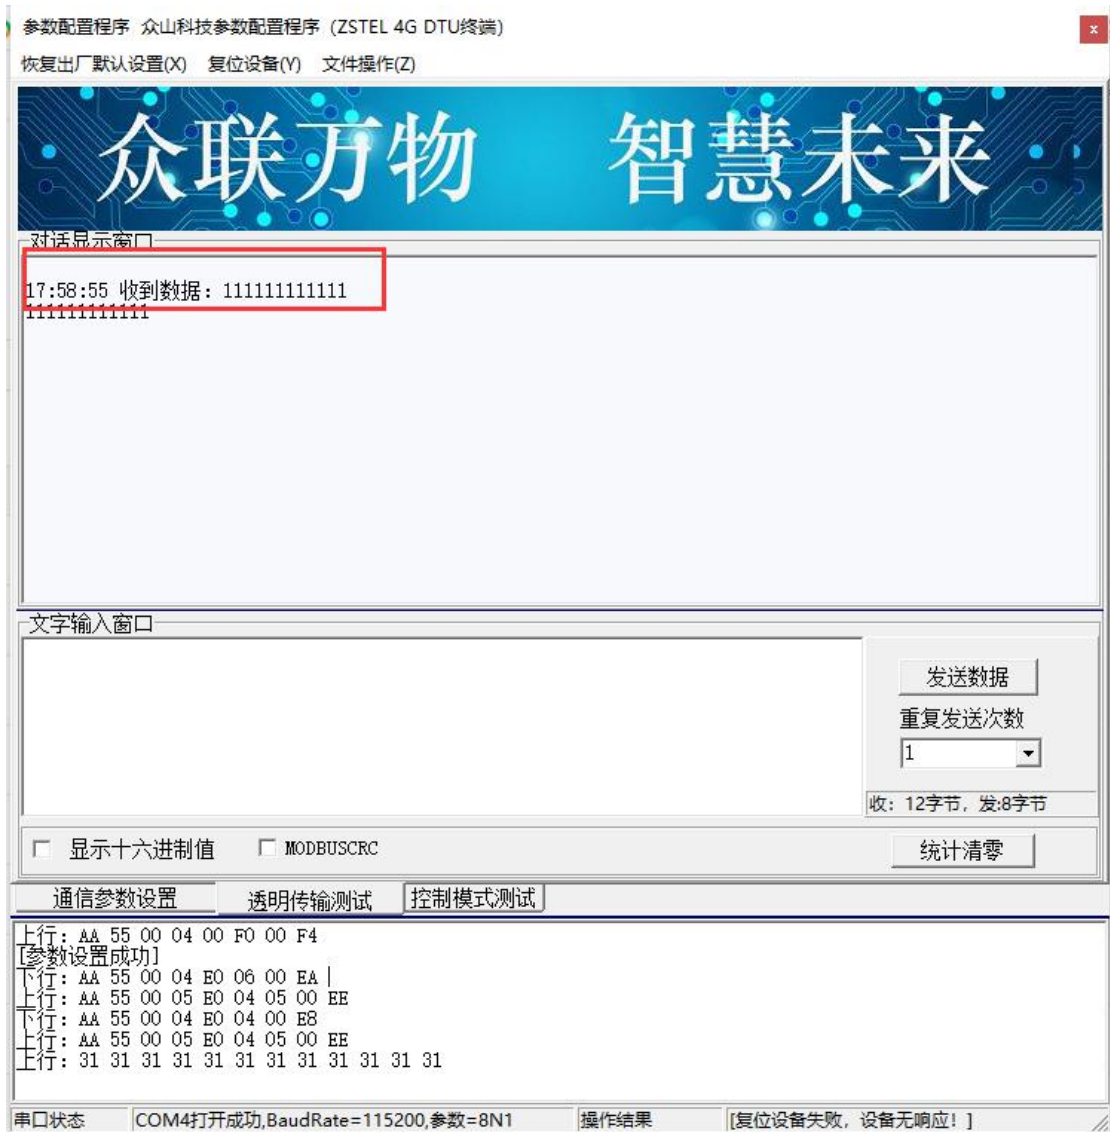 参数配置程序 众山科技参数配置程序 (ZSTEL 4G DTU终端)
x
恢复出厂默认设置(X) 复位设备(Y) 文件操作(Z)
众联万物 智慧未来
对话显示窗口
17:58:55 收到数据: 111111111111
111111111111
文字输入窗口
发送数据
重复发送次数
1
收: 12字节, 发:8字节
显示十六进制值 MODBUSCRC
统计清零
通信参数设置 透明传输测试 控制模式测试
上行: AA 55 00 04 00 F0 00 F4
[参数设置成功]
下行: AA 55 00 04 E0 06 00 EA
上行: AA 55 00 05 E0 04 05 00 EE
下行: AA 55 00 04 E0 04 00 E8
上行: AA 55 00 05 E0 04 05 00 EE
上行: 31 31 31 31 31 31 31 31 31 31 31 31
串口状态 COM4打开成功,BaudRate=115200,参数=8N1 操作结果 [复位设备失败, 设备无响应! ]